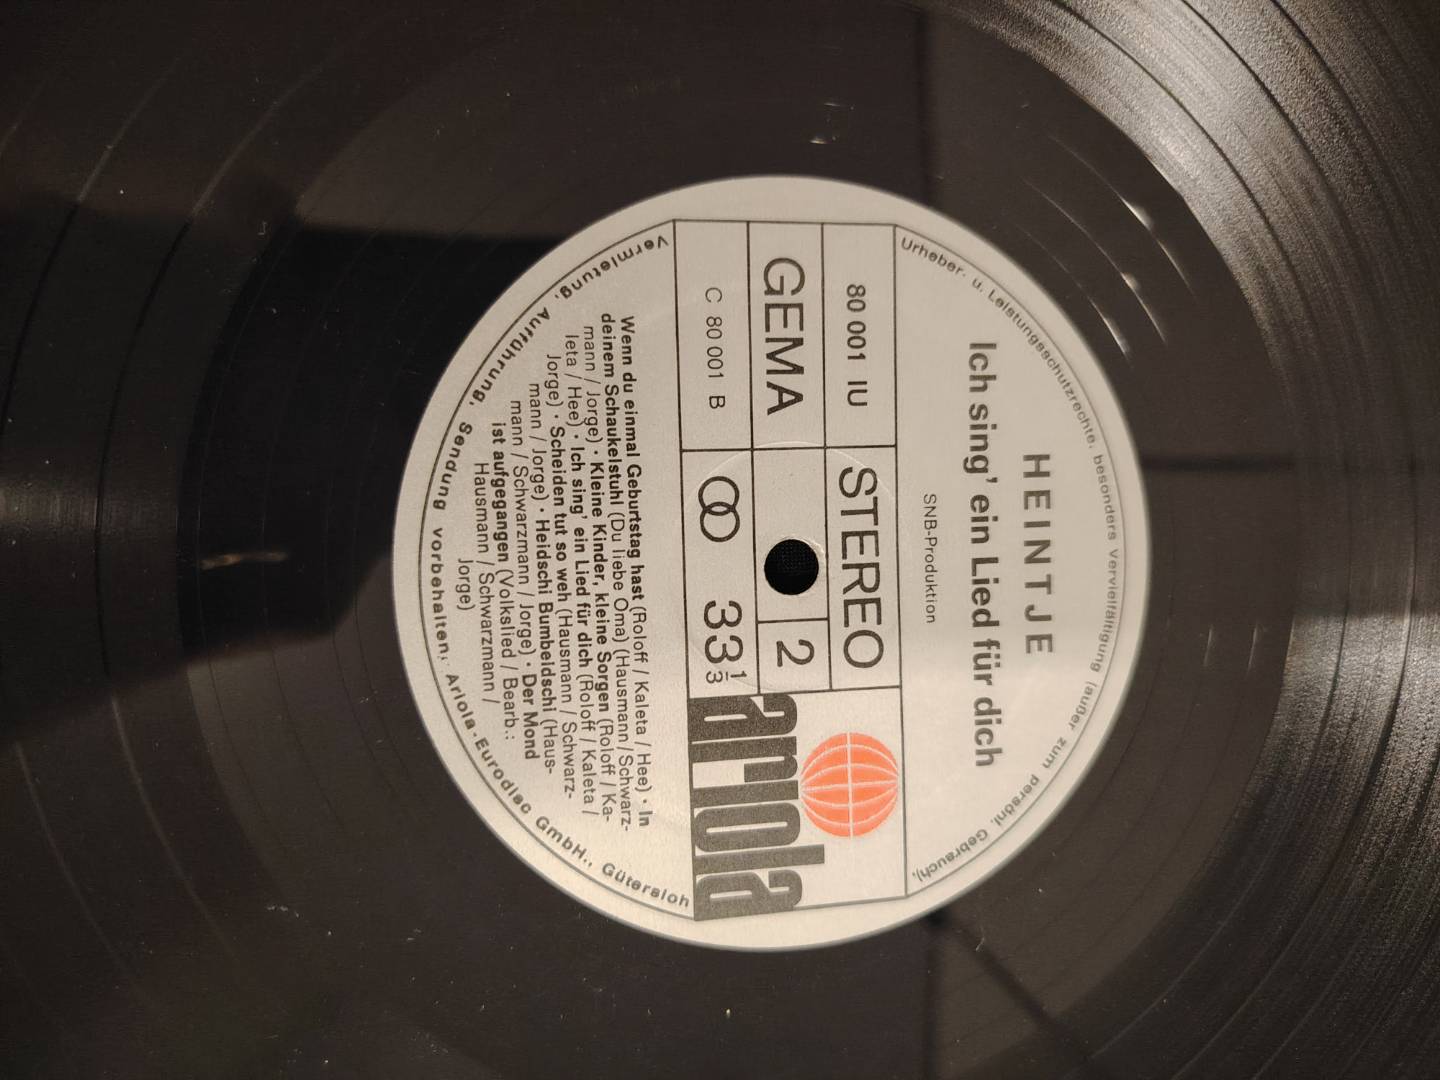 Urheber- u. Leistungsschutzrechte, besonders Vervielfältigung (außer zum persönl. Gebrauch),
HEINTJE
Ich sing' ein Lied für dich
SNB-Produktion
80 001 IU
STEREO
GEMA
2
C 80 001 B
33 1/3
ariola
Wenn du einmal Geburtstag hast (Roloff / Kaleta / Hee) · In
deinem Schaukelstuhl (Du liebe Oma) (Hausmann / Schwarz-
mann / Jorge) · Kleine Kinder, kleine Sorgen (Roloff / Ka-
leta / Hee) · Ich sing' ein Lied für dich (Roloff / Kaleta /
Jorge) · Scheiden tut so weh (Hausmann / Schwarz-
mann / Jorge) · Heidschi Bumbeldschi (Haus-
mann / Schwarzmann / Jorge) · Der Mond
ist aufgegangen (Volkslied / Bearb.:
Hausmann / Schwarzmann /
Jorge)
Vermietung, Aufführung, Sendung vorbehalten, Ariola-Eurodisc GmbH., Gütersloh